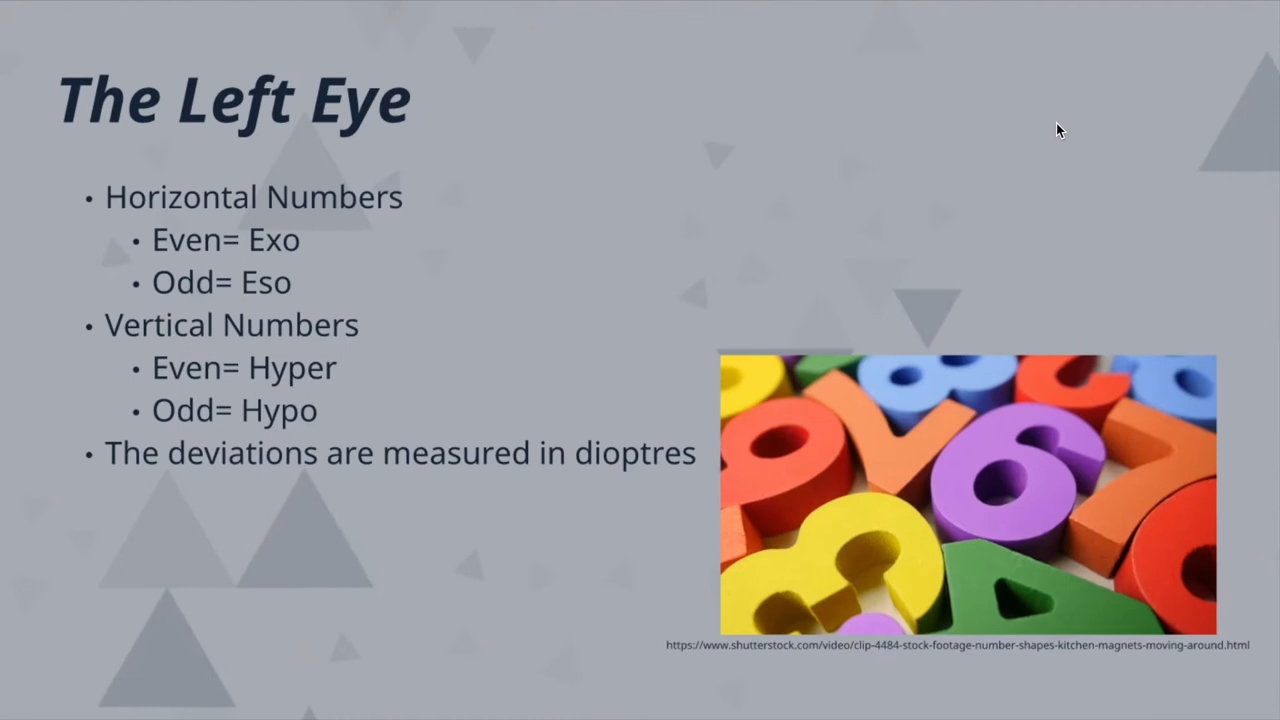 The Left Eye
• Horizontal Numbers
• Even= Exo
• Odd= Eso
• Vertical Numbers
• Even= Hyper
• Odd= Hypo
• The deviations are measured in dioptres
https://www.shutterstock.com/video/clip-4484-stock-footage-number-shapes-kitchen-magnets-moving-around.html